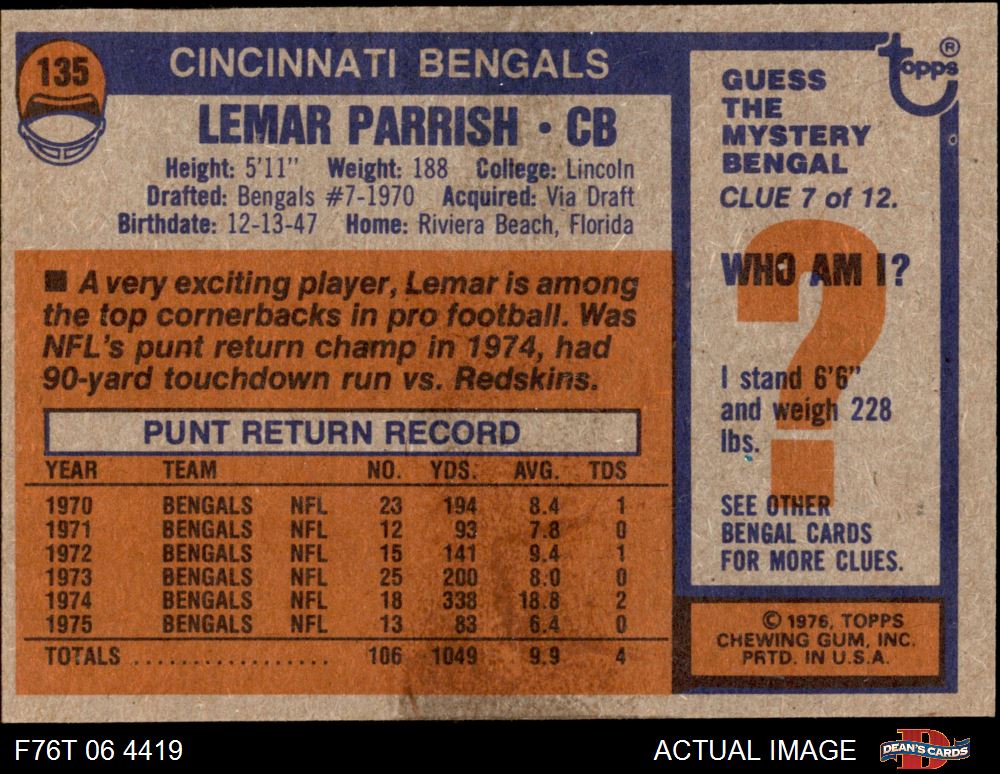 135
CINCINNATI BENGALS
LEMAR PARRISH • CB
Height: 5'11" Weight: 188 College: Lincoln
Drafted: Bengals #7-1970 Acquired: Via Draft
Birthdate: 12-13-47 Home: Riviera Beach, Florida
■ A very exciting player, Lemar is among
the top cornerbacks in pro football. Was
NFL's punt return champ in 1974, had
90-yard touchdown run vs. Redskins.
PUNT RETURN RECORD
YEAR TEAM NO. YDS. AVG. TDS
1970 BENGALS NFL 23 194 8.4 1
1971 BENGALS NFL 12 93 7.8 0
1972 BENGALS NFL 15 141 9.4 1
1973 BENGALS NFL 25 200 8.0 0
1974 BENGALS NFL 18 338 18.8 2
1975 BENGALS NFL 13 83 6.4 0
TOTALS .................. 106 1049 9.9 4
topps ®
GUESS
THE
MYSTERY
BENGAL
CLUE 7 of 12.
?
WHO AM I?
I stand 6'6"
and weigh 228
lbs.
SEE OTHER
BENGAL CARDS
FOR MORE CLUES.
© 1976, TOPPS
CHEWING GUM, INC.
PRTD. IN U.S.A.
F76T 06 4419
ACTUAL IMAGE
DEAN'S CARDS